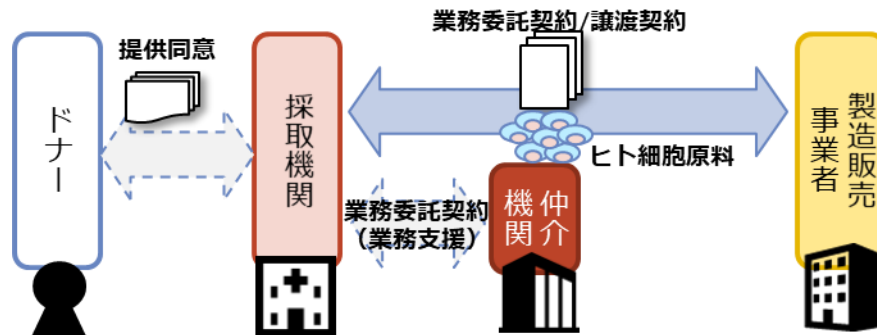 業務委託契約/譲渡契約
提供同意
ドナー
採取機関
製造販売
事業者
ヒト細胞原料
業務委託契約
（業務支援）
仲介
機関